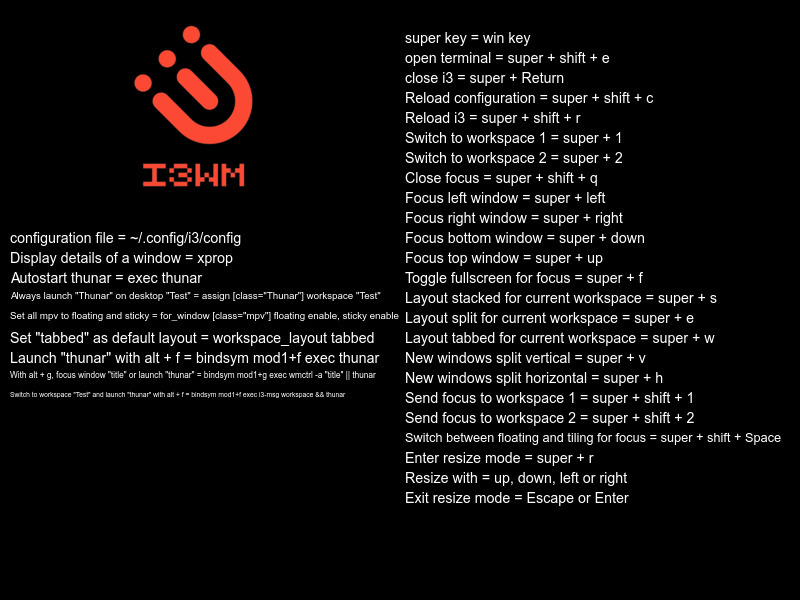 I3WM
configuration file = ~/.config/i3/config
Display details of a window = xprop
Autostart thunar = exec thunar
Always launch "Thunar" on desktop "Test" = assign [class="Thunar"] workspace "Test"
Set all mpv to floating and sticky = for_window [class="mpv"] floating enable, sticky enable
Set "tabbed" as default layout = workspace_layout tabbed
Launch "thunar" with alt + f = bindsym mod1+f exec thunar
With alt + g, focus window "title" or launch "thunar" = bindsym mod1+g exec wmctrl -a "title" || thunar
Switch to workspace "Test" and launch "thunar" with alt + f = bindsym mod1+f exec i3-msg workspace && thunar
super key = win key
open terminal = super + shift + e
close i3 = super + Return
Reload configuration = super + shift + c
Reload i3 = super + shift + r
Switch to workspace 1 = super + 1
Switch to workspace 2 = super + 2
Close focus = super + shift + q
Focus left window = super + left
Focus right window = super + right
Focus bottom window = super + down
Focus top window = super + up
Toggle fullscreen for focus = super + f
Layout stacked for current workspace = super + s
Layout split for current workspace = super + e
Layout tabbed for current workspace = super + w
New windows split vertical = super + v
New windows split horizontal = super + h
Send focus to workspace 1 = super + shift + 1
Send focus to workspace 2 = super + shift + 2
Switch between floating and tiling for focus = super + shift + Space
Enter resize mode = super + r
Resize with = up, down, left or right
Exit resize mode = Escape or Enter